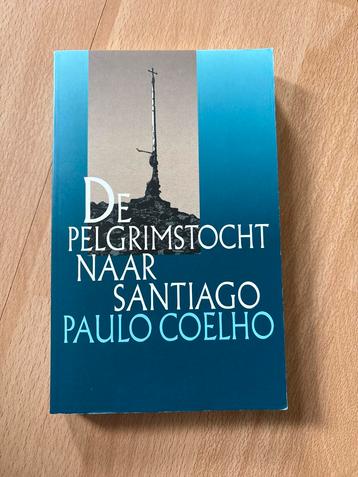 DE
PELGRIMSTOCHT
NAAR
SANTIAGO
PAULO COELHO